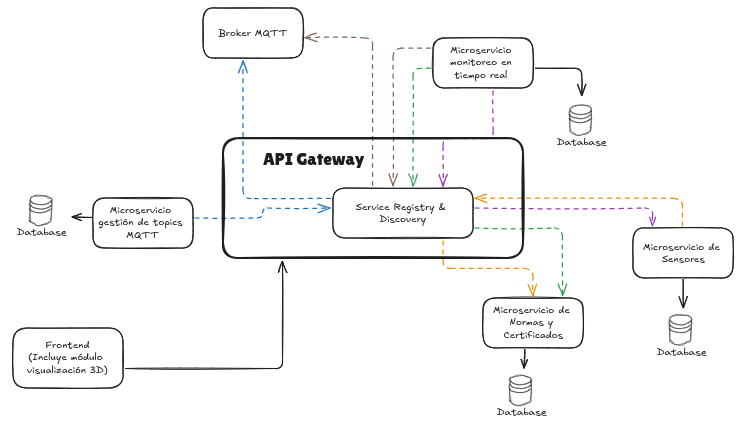 Broker MQTT
Microservicio
monitoreo en
tiempo real
Database
API Gateway
Service Registry &
Discovery
Database
Microservicio
gestión de topics
MQTT
Microservicio de
Sensores
Database
Microservicio de
Normas y
Certificados
Database
Frontend
(Incluye módulo
visualización 3D)